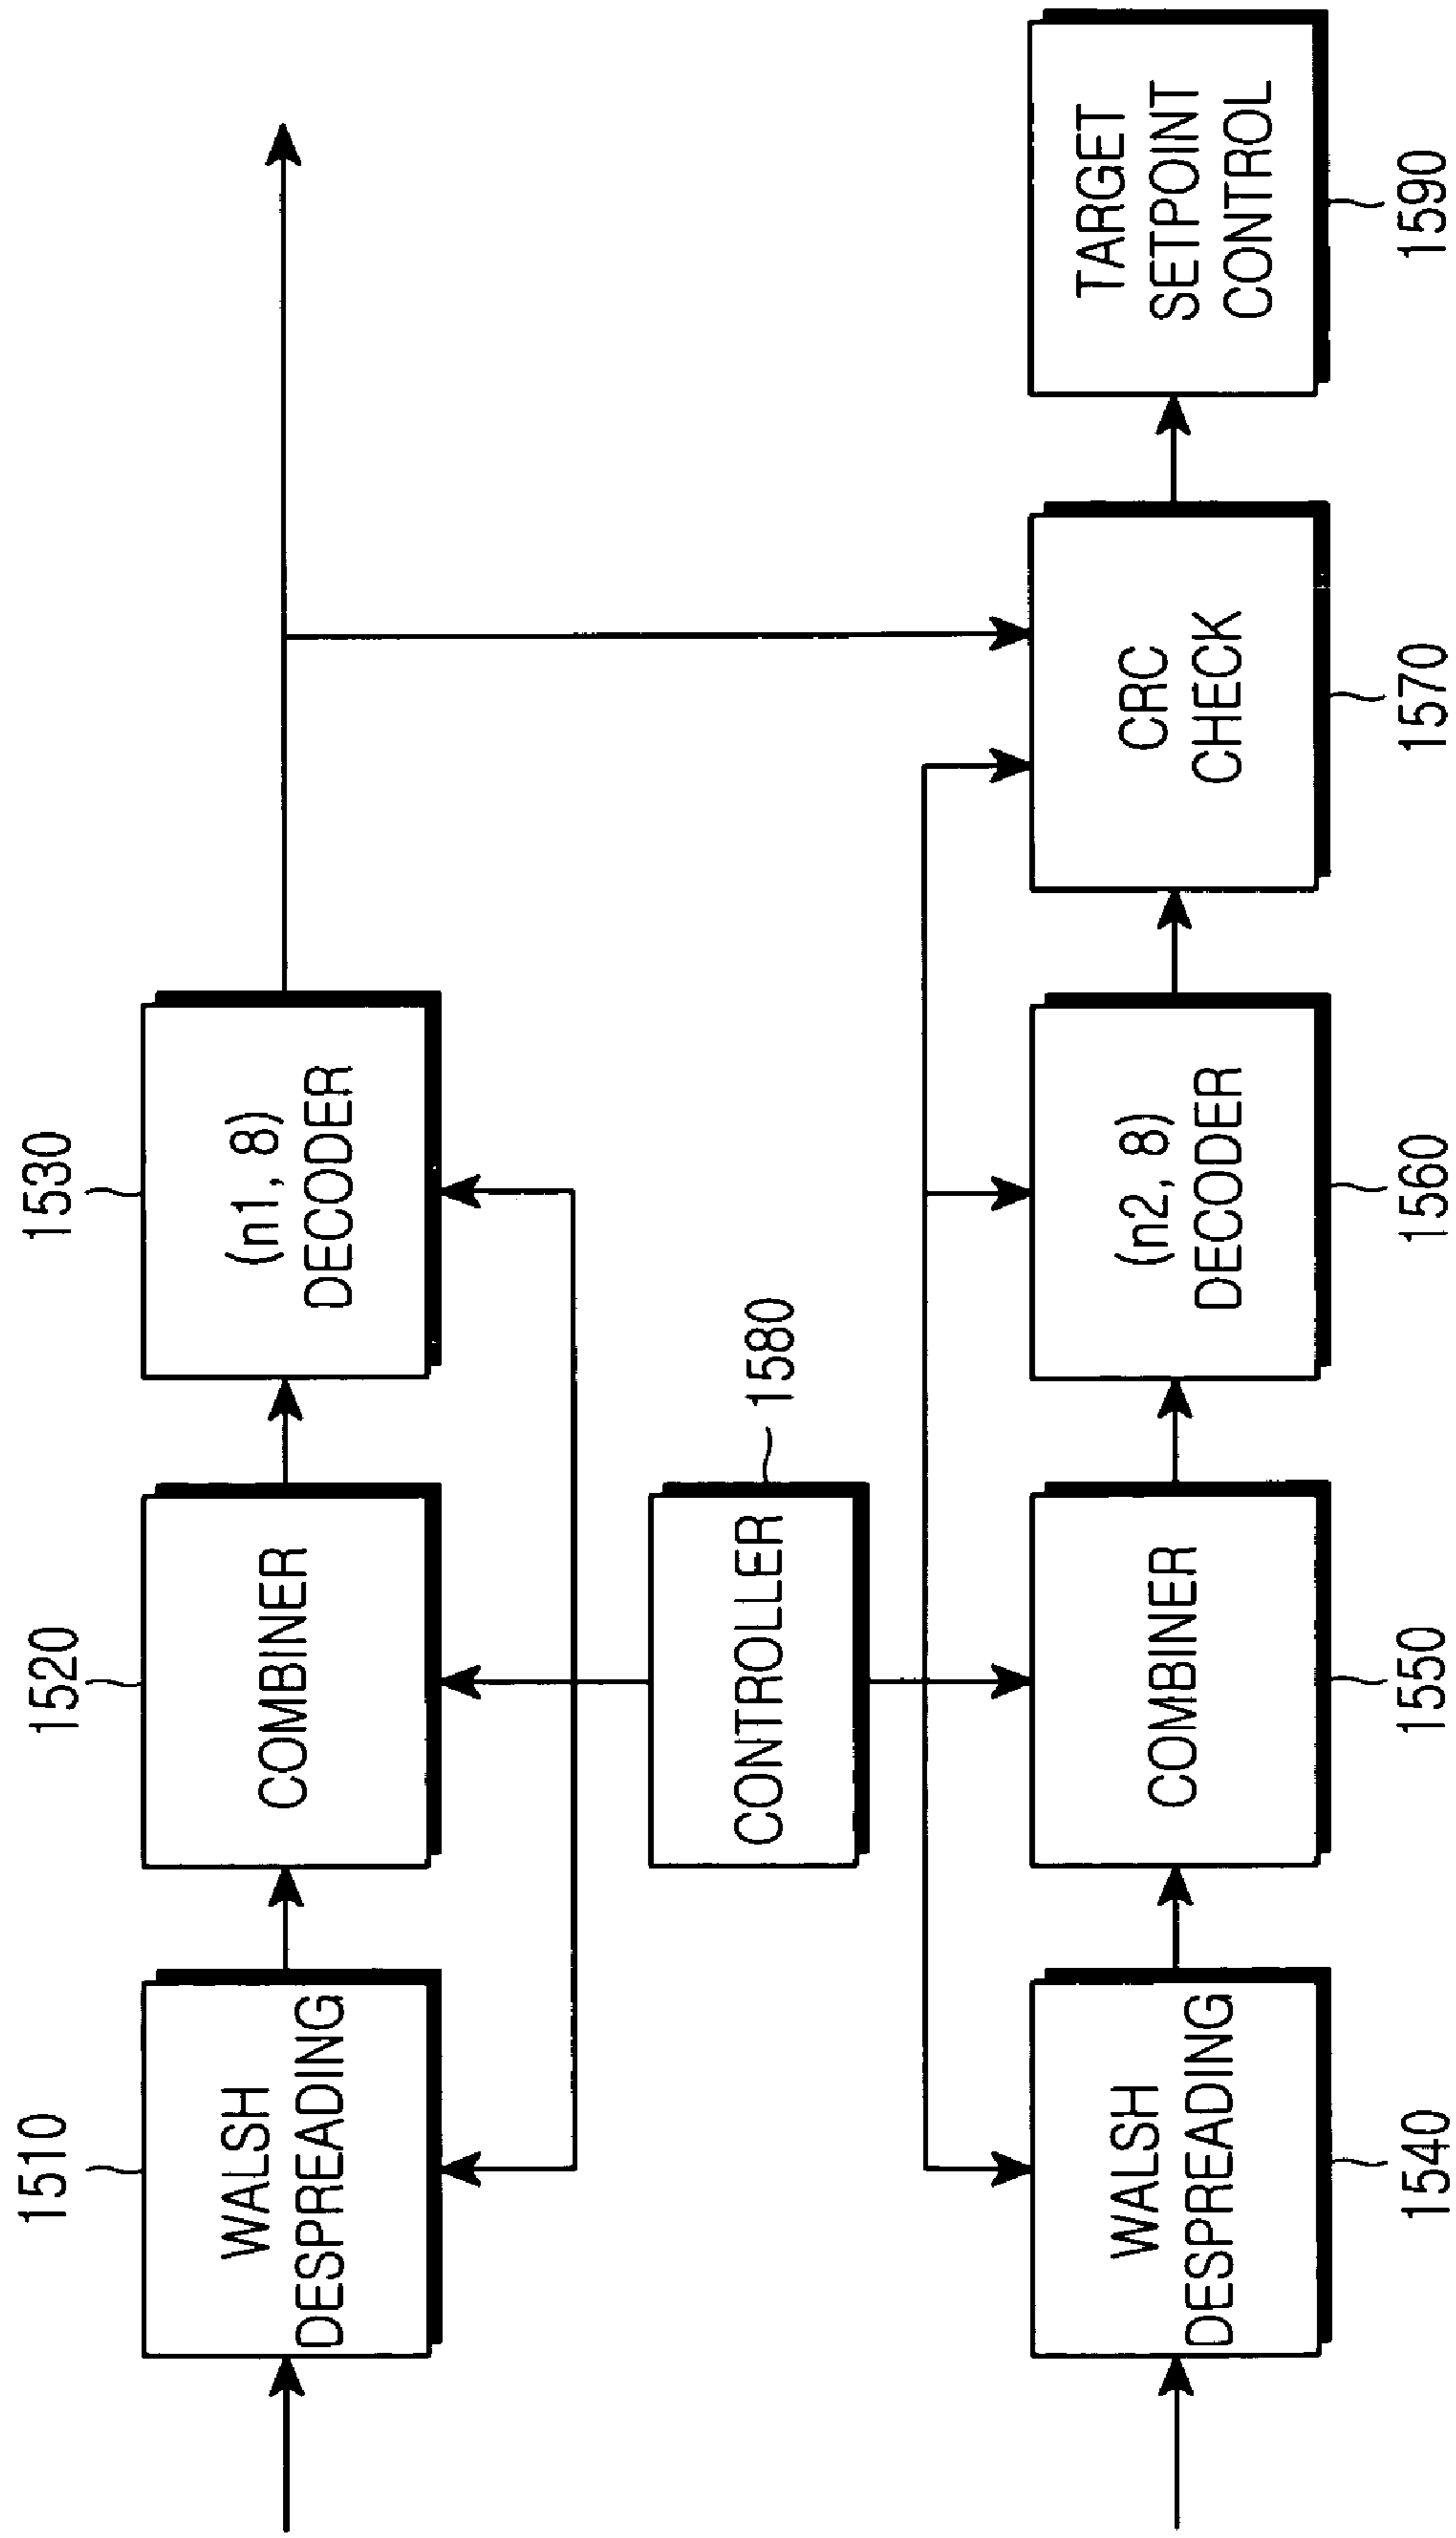 1510
WALSH
DESPREADING
1520
COMBINER
1530
(n1, 8)
DECODER
CONTROLLER
1580
WALSH
DESPREADING
1540
COMBINER
1550
(n2, 8)
DECODER
1560
CRC
CHECK
1570
TARGET
SETPOINT
CONTROL
1590